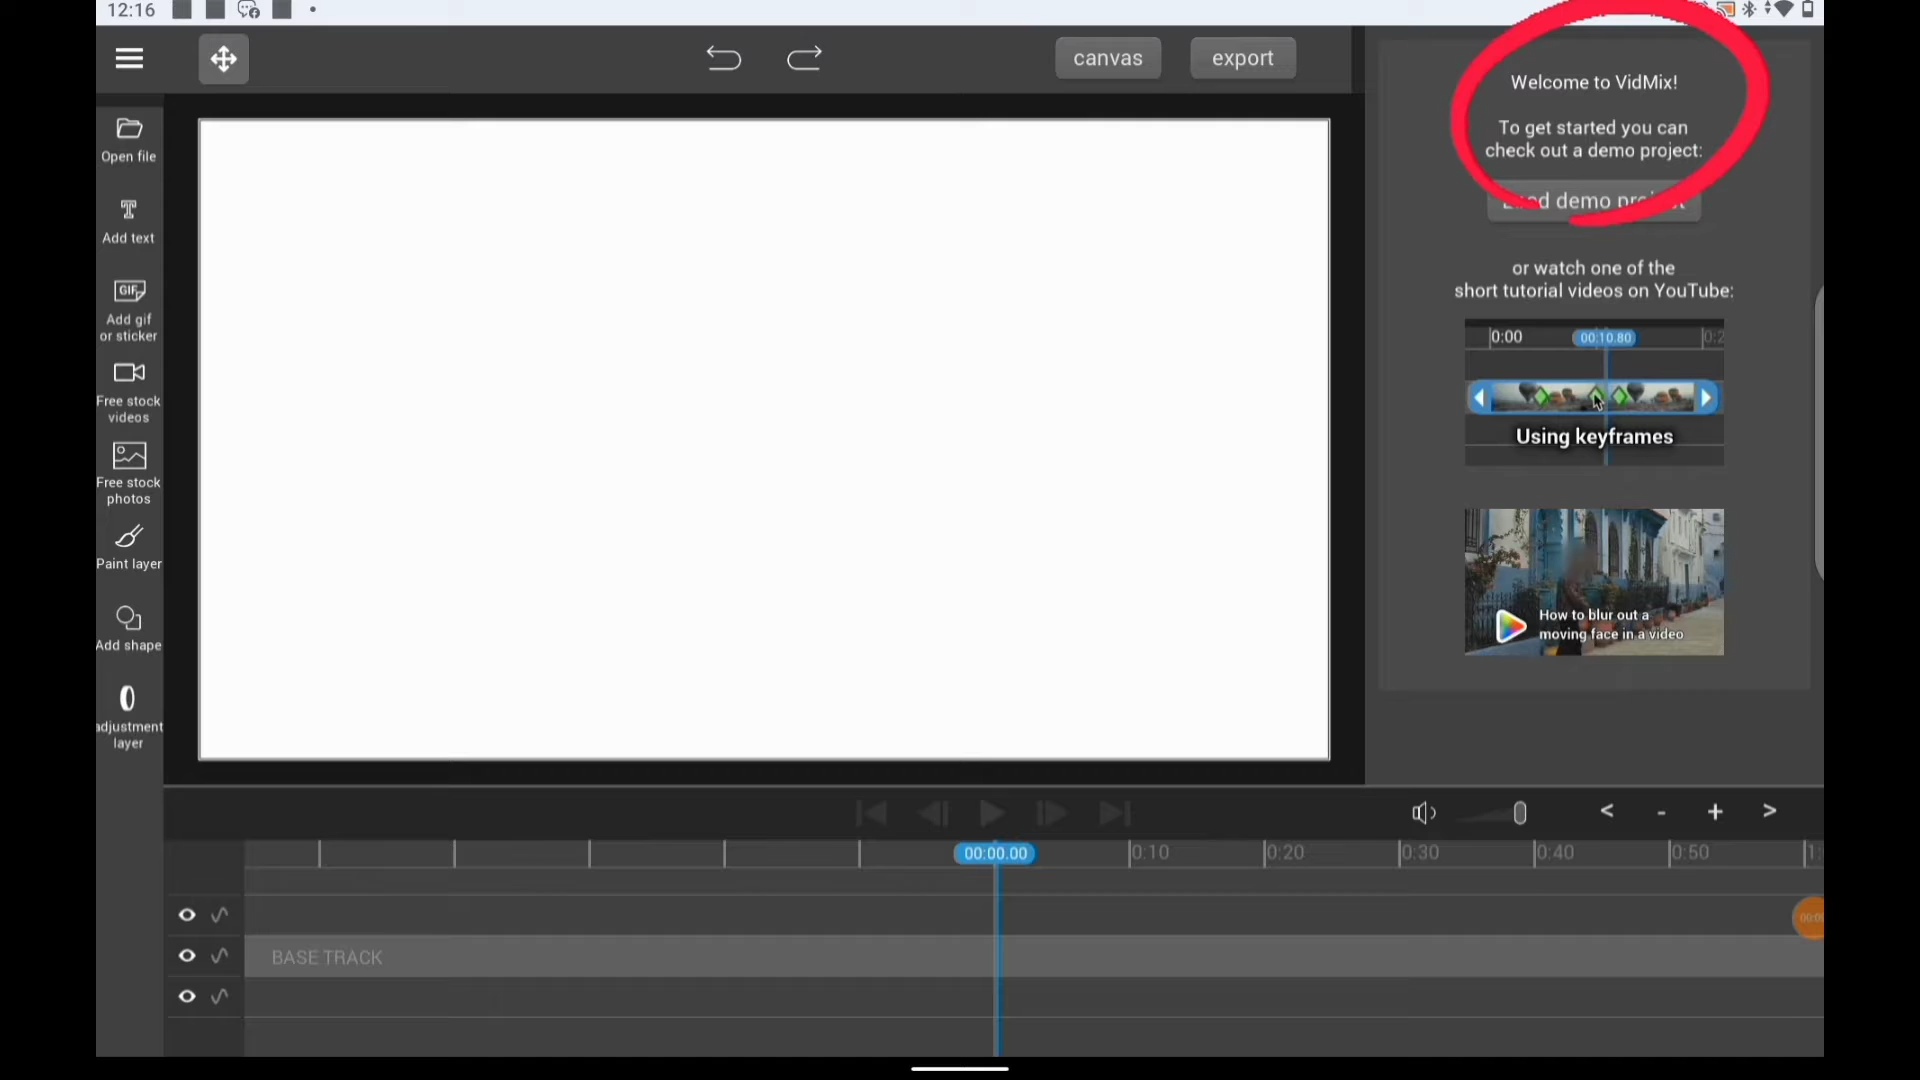 12:16
canvas
export
Welcome to VidMix!
To get started you can
check out a demo project:
demo
or watch one of the
short tutorial videos on YouTube:
0:00
00:10.80
Using keyframes
How to blur out a
moving face in a video
Open file
Add text
GIF
Add gif
or sticker
Free stock
videos
Free stock
photos
Paint layer
Add shape
adjustment
layer
< - + >
00:00.00
0:10
0:20
0:30
0:40
0:50
BASE TRACK